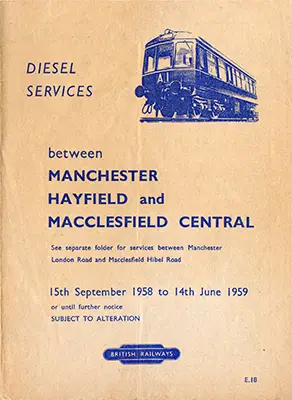 DIESEL
SERVICES
between
MANCHESTER
HAYFIELD and
MACCLESFIELD CENTRAL
See separate folder for services between Manchester
London Road and Macclesfield Hibel Road
15th September 1958 to 14th June 1959
or until further notice
SUBJECT TO ALTERATION
BRITISH RAILWAYS
E.18